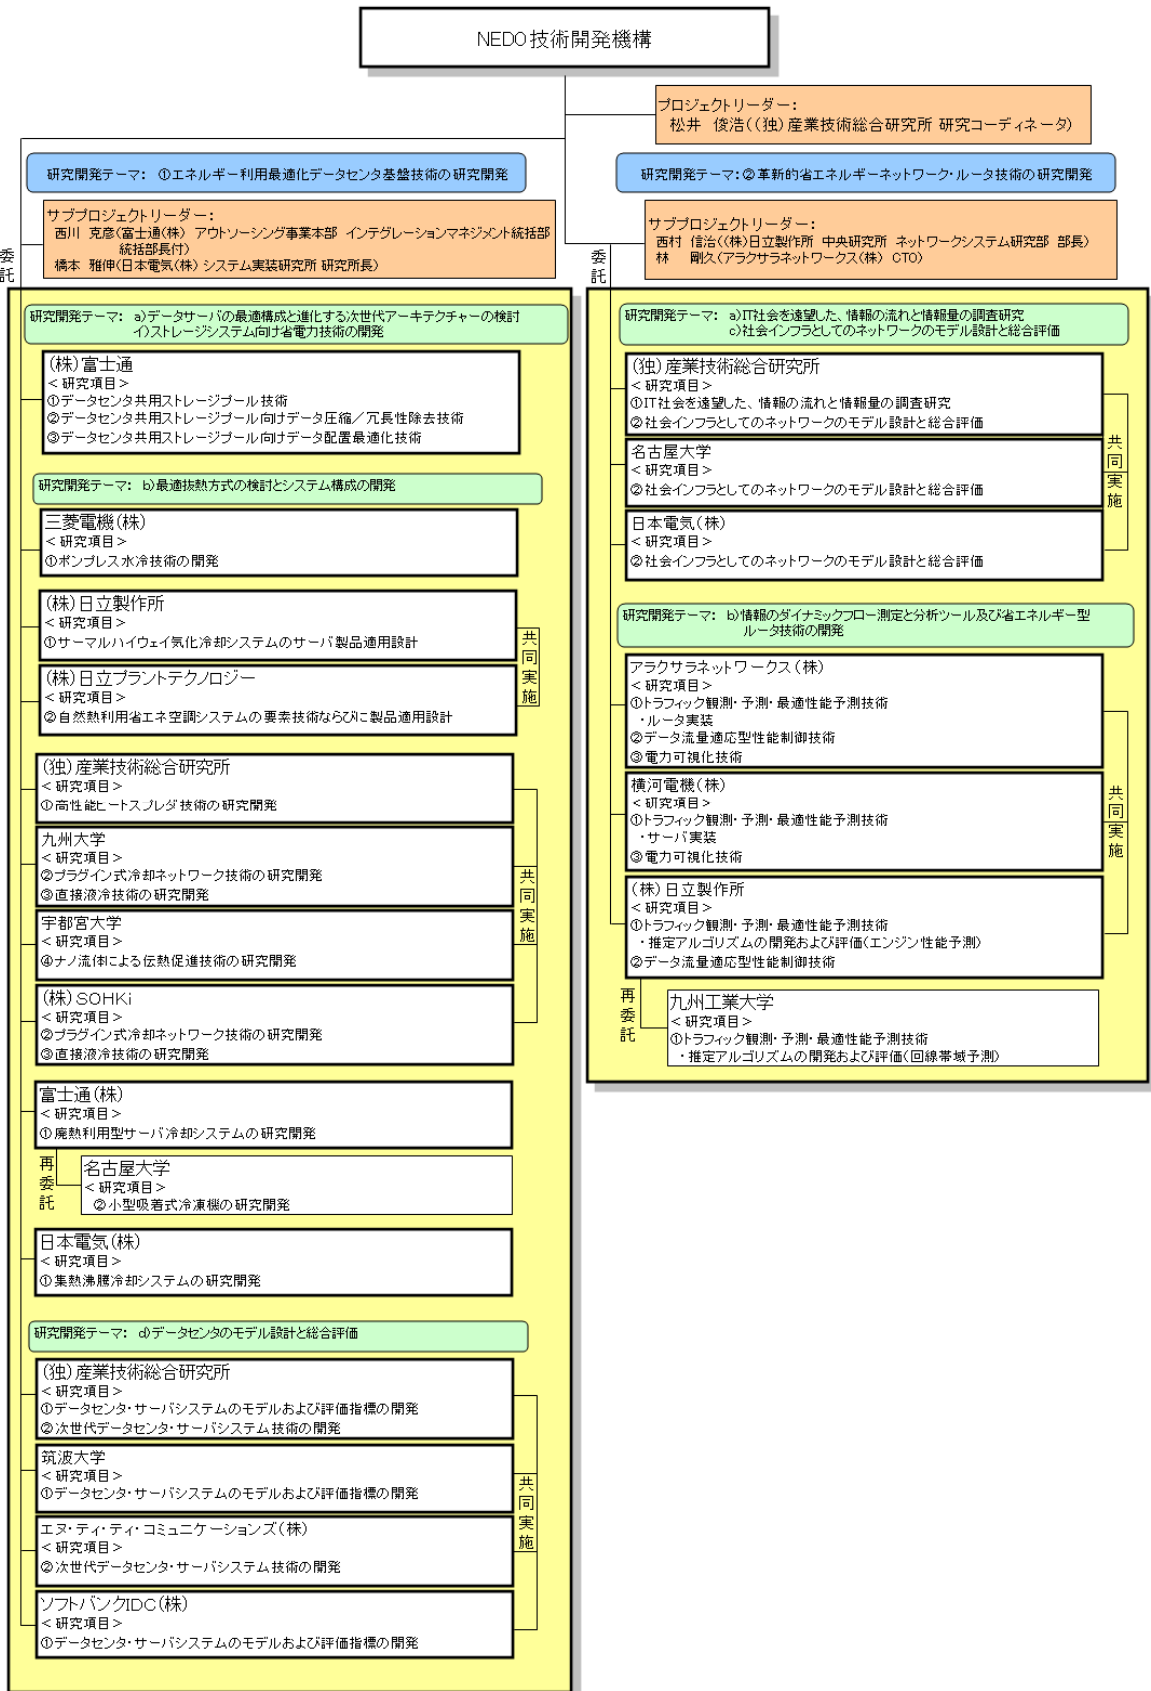 NEDO技術開発機構
プロジェクトリーダー：
松井 俊浩（（独）産業技術総合研究所 研究コーディネータ）
研究開発テーマ： ①エネルギー利用最適化データセンタ基盤技術の研究開発
サブプロジェクトリーダー：
西川 克彦（富士通（株） アウトソーシング事業本部 インテグレーションマネジメント統括部
統括部長付）
橋本 雅伸（日本電気（株） システム実装研究所 研究所長）
委託
研究開発テーマ： a）データサーバの最適構成と進化する次世代アーキテクチャーの検討
イ）ストレージシステム向け省電力技術の開発
（株）富士通
＜研究項目＞
①データセンタ共用ストレージプール技術
②データセンタ共用ストレージプール向けデータ圧縮／冗長性除去技術
③データセンタ共用ストレージプール向けデータ配置最適化技術
研究開発テーマ： b）最適抜熱方式の検討とシステム構成の開発
三菱電機（株）
＜研究項目＞
①ポンプレス水冷技術の開発
（株）日立製作所
＜研究項目＞
①サーマルハイウェイ気化冷却システムのサーバ製品適用設計
（株）日立プラントテクノロジー
＜研究項目＞
②自然熱利用省エネ空調システムの要素技術ならびに製品適用設計
共同実施
（独）産業技術総合研究所
＜研究項目＞
①高性能ヒートスプレダ技術の研究開発
九州大学
＜研究項目＞
②プラグイン式冷却ネットワーク技術の研究開発
③直接液冷技術の研究開発
宇都宮大学
＜研究項目＞
④ナノ流体による伝熱促進技術の研究開発
（株）SOHKi
＜研究項目＞
②プラグイン式冷却ネットワーク技術の研究開発
③直接液冷技術の研究開発
共同実施
富士通（株）
＜研究項目＞
①廃熱利用型サーバ冷却システムの研究開発
再委託
名古屋大学
＜研究項目＞
②小型吸着式冷凍機の研究開発
日本電気（株）
＜研究項目＞
①集熱沸騰冷却システムの研究開発
研究開発テーマ： d）データセンタのモデル設計と総合評価
（独）産業技術総合研究所
＜研究項目＞
①データセンタ・サーバシステムのモデルおよび評価指標の開発
②次世代データセンタ・サーバシステム技術の開発
筑波大学
＜研究項目＞
①データセンタ・サーバシステムのモデルおよび評価指標の開発
エヌ・ティ・ティ・コミュニケーションズ（株）
＜研究項目＞
②次世代データセンタ・サーバシステム技術の開発
ソフトバンクIDC（株）
＜研究項目＞
①データセンタ・サーバシステムのモデルおよび評価指標の開発
共同実施
研究開発テーマ：②革新的省エネルギーネットワーク・ルータ技術の研究開発
サブプロジェクトリーダー：
西村 信治（（株）日立製作所 中央研究所 ネットワークシステム研究部 部長）
林 剛久（アラクサラネットワークス（株） CTO）
委託
研究開発テーマ： a）IT社会を遠望した、情報の流れと情報量の調査研究
c）社会インフラとしてのネットワークのモデル設計と総合評価
（独）産業技術総合研究所
＜研究項目＞
①IT社会を遠望した、情報の流れと情報量の調査研究
②社会インフラとしてのネットワークのモデル設計と総合評価
名古屋大学
＜研究項目＞
②社会インフラとしてのネットワークのモデル設計と総合評価
日本電気（株）
＜研究項目＞
②社会インフラとしてのネットワークのモデル設計と総合評価
共同実施
研究開発テーマ： b）情報のダイナミックフロー測定と分析ツール及び省エネルギー型
ルータ技術の開発
アラクサラネットワークス（株）
＜研究項目＞
①トラフィック観測・予測・最適性能予測技術
・ルータ実装
②データ流量適応型性能制御技術
③電力可視化技術
横河電機（株）
＜研究項目＞
①トラフィック観測・予測・最適性能予測技術
・サーバ実装
③電力可視化技術
（株）日立製作所
＜研究項目＞
①トラフィック観測・予測・最適性能予測技術
・推定アルゴリズムの開発および評価（エンジン性能予測）
②データ流量適応型性能制御技術
共同実施
再委託
九州工業大学
＜研究項目＞
①トラフィック観測・予測・最適性能予測技術
・推定アルゴリズムの開発および評価（回線帯域予測）